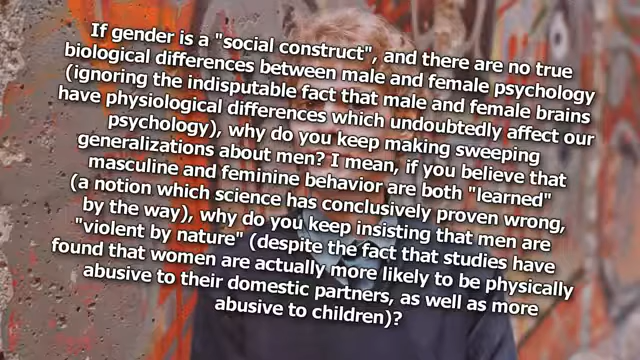 If gender is a "social construct", and there are no true
biological differences between male and female psychology
(ignoring the indisputable fact that male and female brains
have physiological differences which undoubtedly affect our
psychology), why do you keep making sweeping
generalizations about men? I mean, if you believe that
masculine and feminine behavior are both "learned"
(a notion which science has conclusively proven wrong,
by the way), why do you keep insisting that men are
"violent by nature" (despite the fact that studies have
found that women are actually more likely to be physically
abusive to their domestic partners, as well as more
abusive to children)?